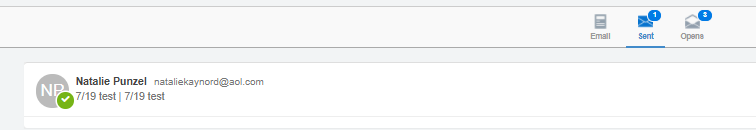 1
3
Email Sent Opens
Natalie Punzel nataliekaynord@aol.com
NP
7/19 test | 7/19 test